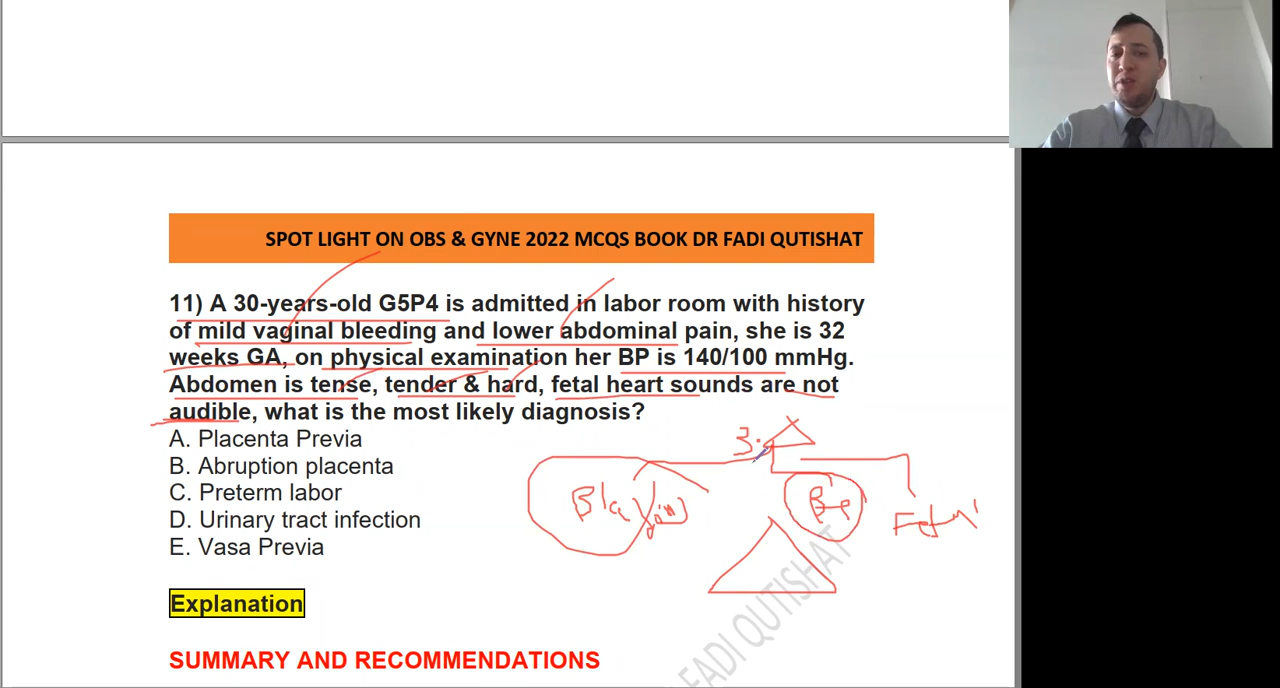 SPOT LIGHT ON OBS & GYNE 2022 MCQS BOOK DR FADI QUTISHAT
11) A 30-years-old G5P4 is admitted in labor room with history
of mild vaginal bleeding and lower abdominal pain, she is 32
weeks GA, on physical examination her BP is 140/100 mmHg.
Abdomen is tense, tender & hard, fetal heart sounds are not
audible, what is the most likely diagnosis?
A. Placenta Previa
B. Abruption placenta
C. Preterm labor
D. Urinary tract infection
E. Vasa Previa
3
FADI QUTISHAT
Explanation
SUMMARY AND RECOMMENDATIONS